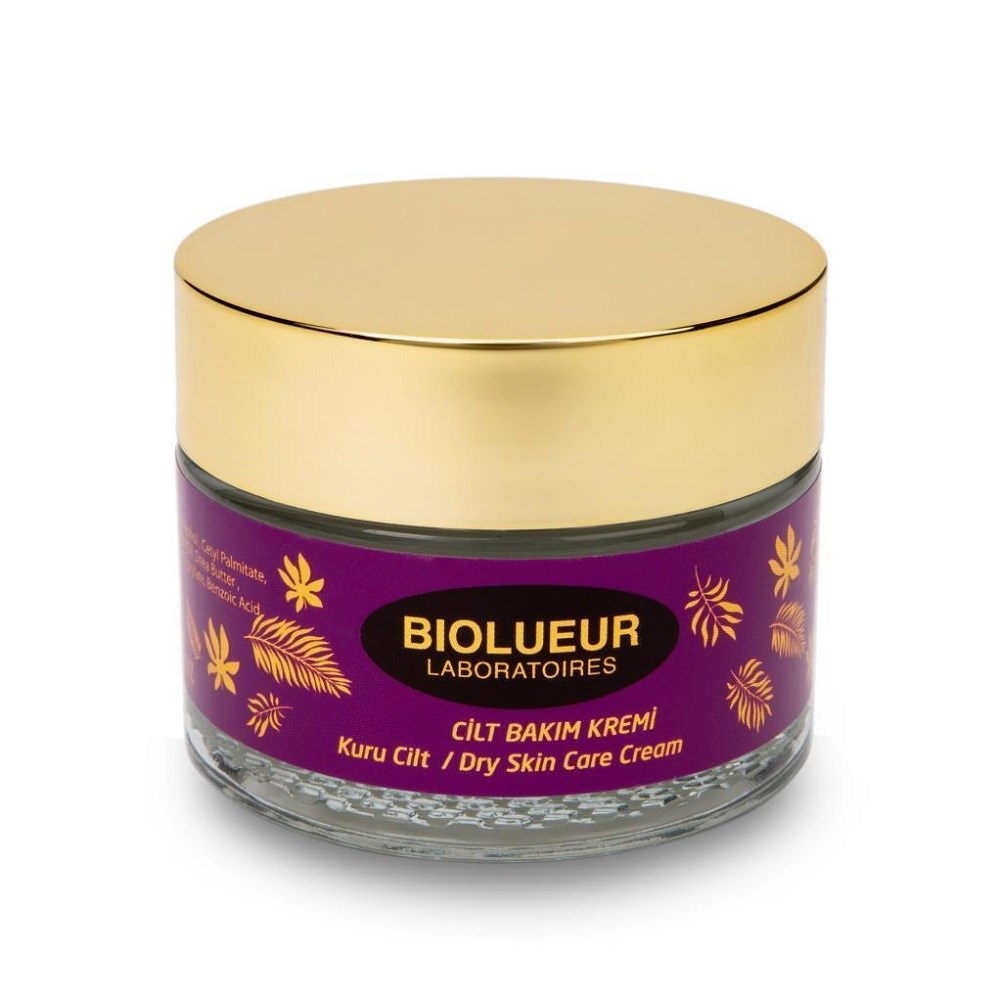 Cetyl Palmitate,
Shea Butter ,
Benzoic Acid
BIOLUEUR
LABORATOIRES
CİLT BAKIM KREMİ
Kuru Cilt / Dry Skin Care Cream